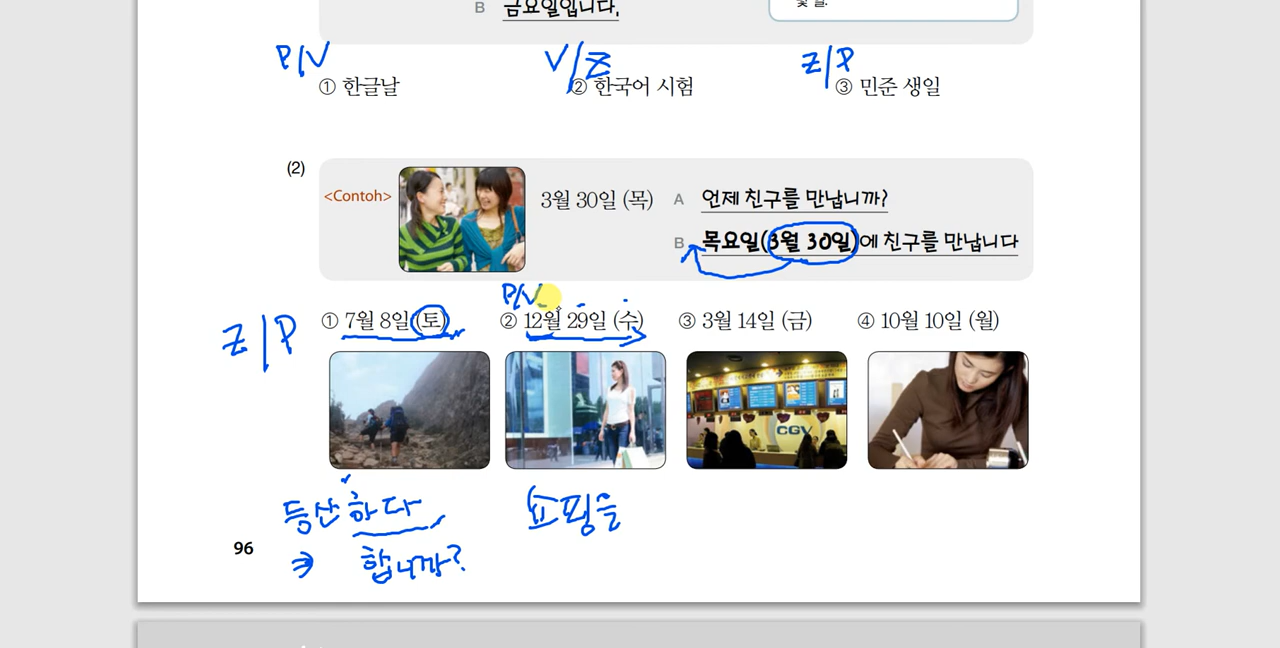 B 금요일입니다.
P/V V/Z Z/P
① 한글날 ② 한국어 시험 ③ 민준 생일
(2)
<Contoh> 3월 30일 (목) A 언제 친구를 만납니까?
B 목요일(3월 30일)에 친구를 만납니다
P/V
Z/P ① 7월 8일 (토) ② 12월 29일 (수) ③ 3월 14일 (금) ④ 10월 10일 (월)
CGV
등산 하다 쇼핑을
96 ⇒ 합니까?